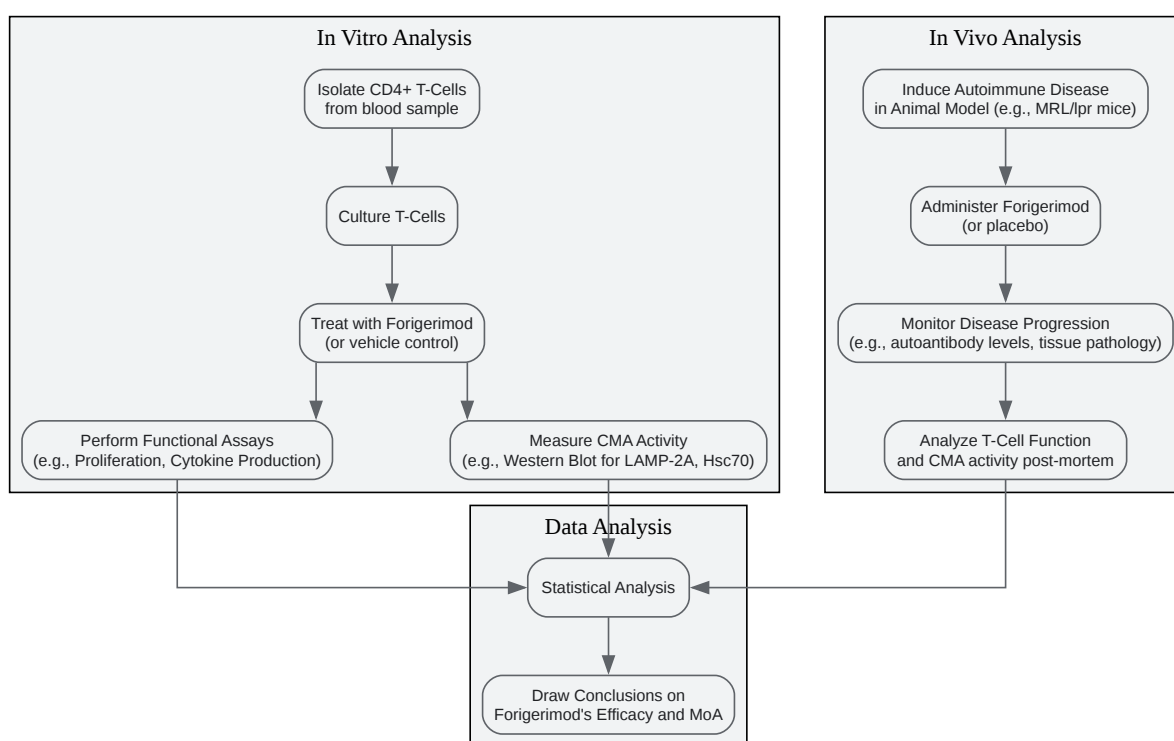 In Vitro Analysis
Isolate CD4+ T-Cells
from blood sample
Culture T-Cells
Treat with Forigerimod
(or vehicle control)
Perform Functional Assays
(e.g., Proliferation, Cytokine Production)
Measure CMA Activity
(e.g., Western Blot for LAMP-2A, Hsc70)
In Vivo Analysis
Induce Autoimmune Disease
in Animal Model (e.g., MRL/lpr mice)
Administer Forigerimod
(or placebo)
Monitor Disease Progression
(e.g., autoantibody levels, tissue pathology)
Analyze T-Cell Function
and CMA activity post-mortem
Data Analysis
Statistical Analysis
Draw Conclusions on
Forigerimod's Efficacy and MoA